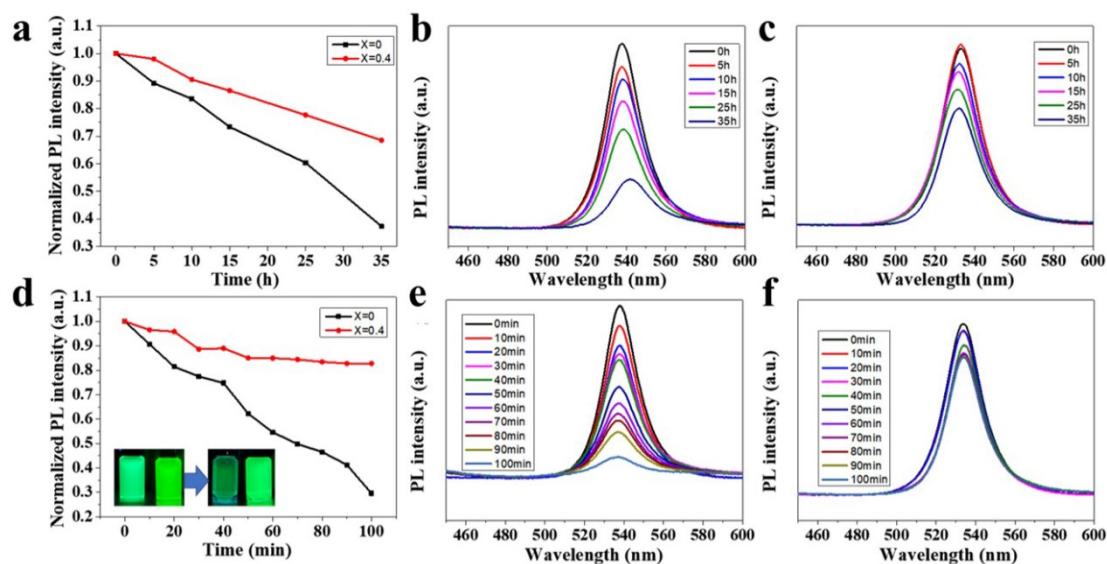 a
Normalized PL intensity (a.u.)
1.1
1.0
0.9
0.8
0.7
0.6
0.5
0.4
0.3
X=0
X=0.4
0 5 10 15 20 25 30 35
Time (h)
b
PL intensity (a.u.)
0h
5h
10h
15h
25h
35h
460 480 500 520 540 560 580 600
Wavelength (nm)
c
PL intensity (a.u.)
0h
5h
10h
15h
25h
35h
460 480 500 520 540 560 580 600
Wavelength (nm)
d
Normalized PL intensity (a.u.)
1.1
1.0
0.9
0.8
0.7
0.6
0.5
0.4
0.3
0.2
X=0
X=0.4
0 20 40 60 80 100
Time (min)
e
PL intensity (a.u.)
0min
10min
20min
30min
40min
50min
60min
70min
80min
90min
100min
460 480 500 520 540 560 580 600
Wavelength (nm)
f
PL intensity (a.u.)
0min
10min
20min
30min
40min
50min
60min
70min
80min
90min
100min
460 480 500 520 540 560 580 600
Wavelength (nm)